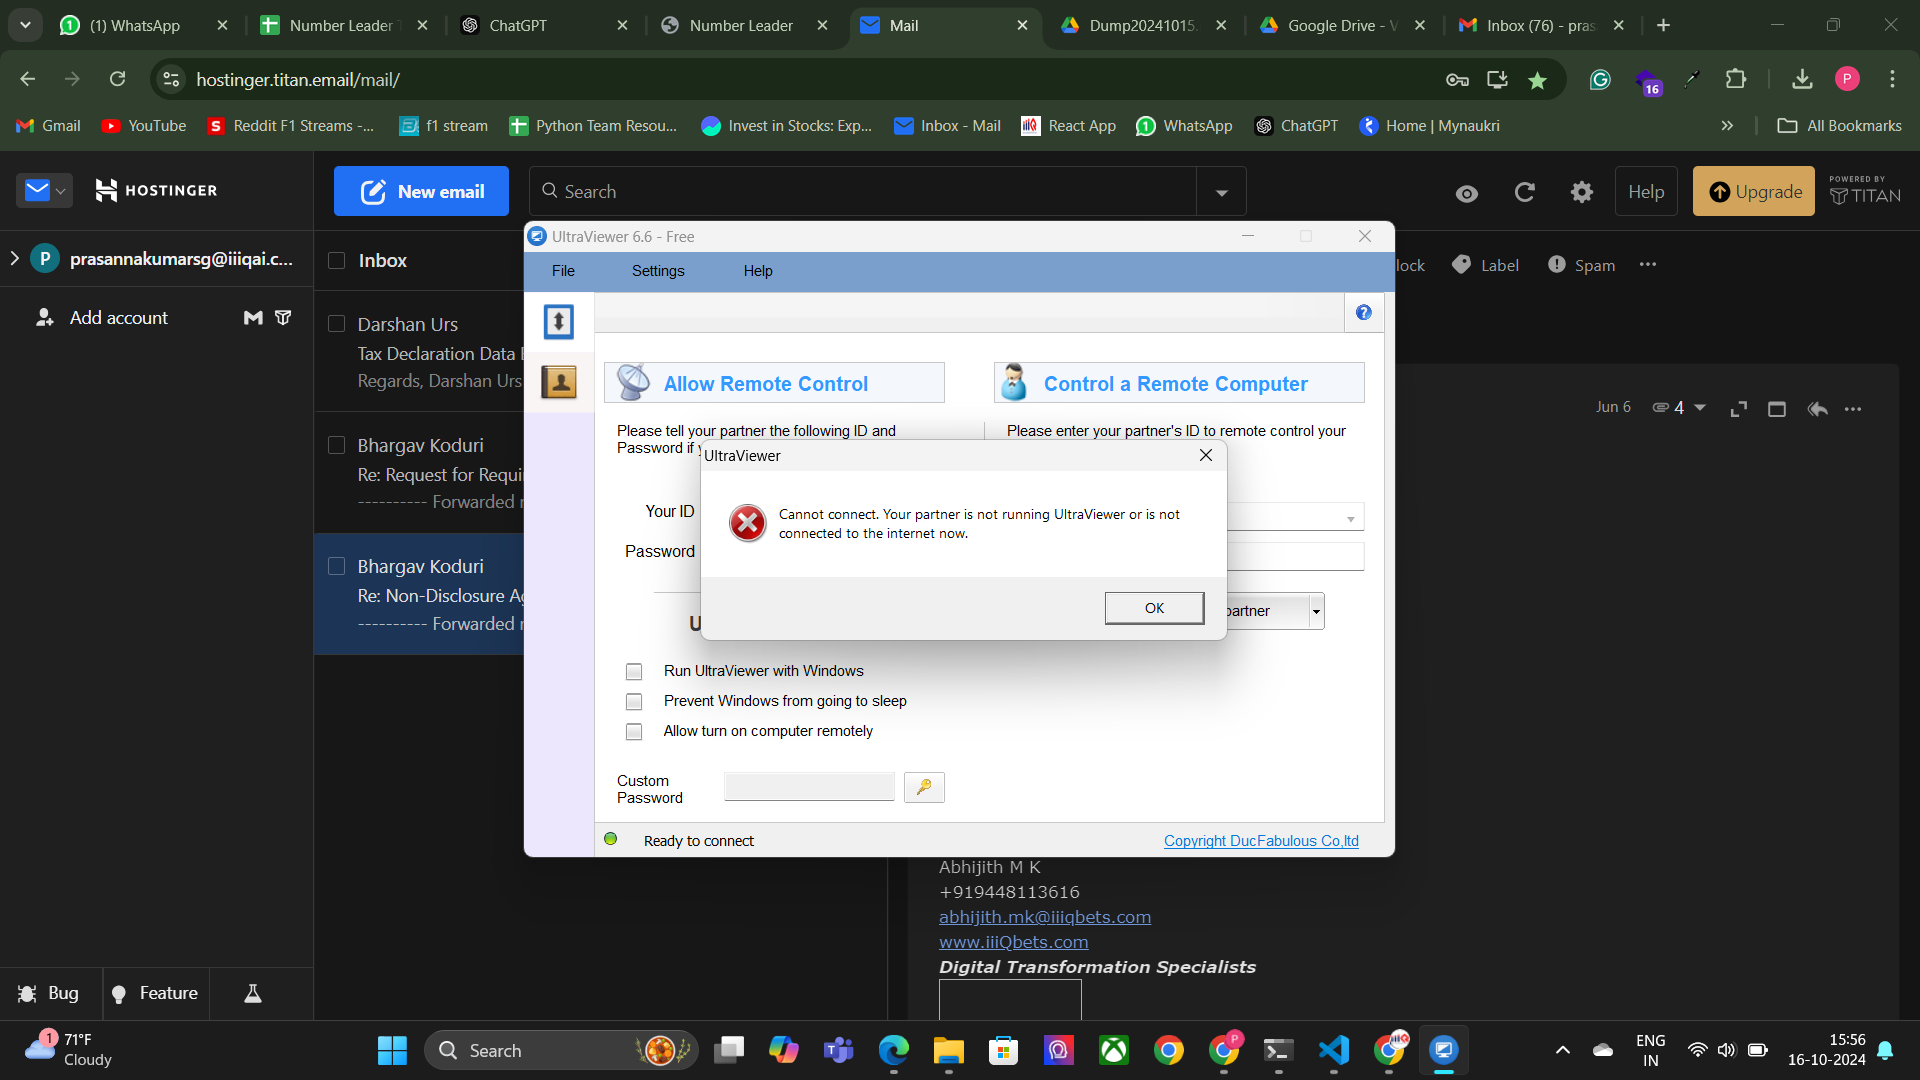 (1) WhatsApp
Number Leader
ChatGPT
Number Leader
Mail
Dump20241015.
Google Drive - V
Inbox (76) - pras
hostinger.titan.email/mail/
16
P
Gmail
YouTube
Reddit F1 Streams -...
f1 stream
Python Team Resou...
Invest in Stocks: Exp...
Inbox - Mail
React App
WhatsApp
ChatGPT
Home | Mynaukri
All Bookmarks
HOSTINGER
New email
Search
Help
Upgrade
POWERED BY
TITAN
P
prasannakumarsg@iiiqai.c...
Add account
Inbox
Darshan Urs
Tax Declaration Data
Regards, Darshan Urs
Bhargav Koduri
Re: Request for Requi
---------- Forwarded
Bhargav Koduri
Re: Non-Disclosure Ag
---------- Forwarded
lock
Label
Spam
Jun 6
4
UltraViewer 6.6 - Free
File
Settings
Help
Allow Remote Control
Control a Remote Computer
Please tell your partner the following ID and
Password if
Please enter your partner's ID to remote control your
Your ID
Password
UltraViewer
Cannot connect. Your partner is not running UltraViewer or is not
connected to the internet now.
OK
U
partner
Run UltraViewer with Windows
Prevent Windows from going to sleep
Allow turn on computer remotely
Custom
Password
Ready to connect
Copyright DucFabulous Co,ltd
Abhijith M K
+919448113616
abhijith.mk@iiiqbets.com
www.iiiQbets.com
Digital Transformation Specialists
Bug
Feature
1
71°F
Cloudy
Search
P
ENG
IN
15:56
16-10-2024